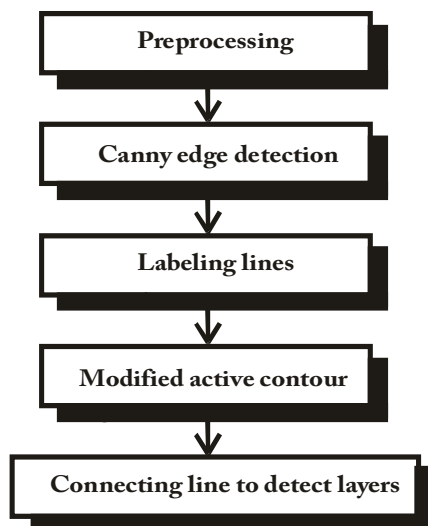 Preprocessing
Canny edge detection
Labeling lines
Modified active contour
Connecting line to detect layers